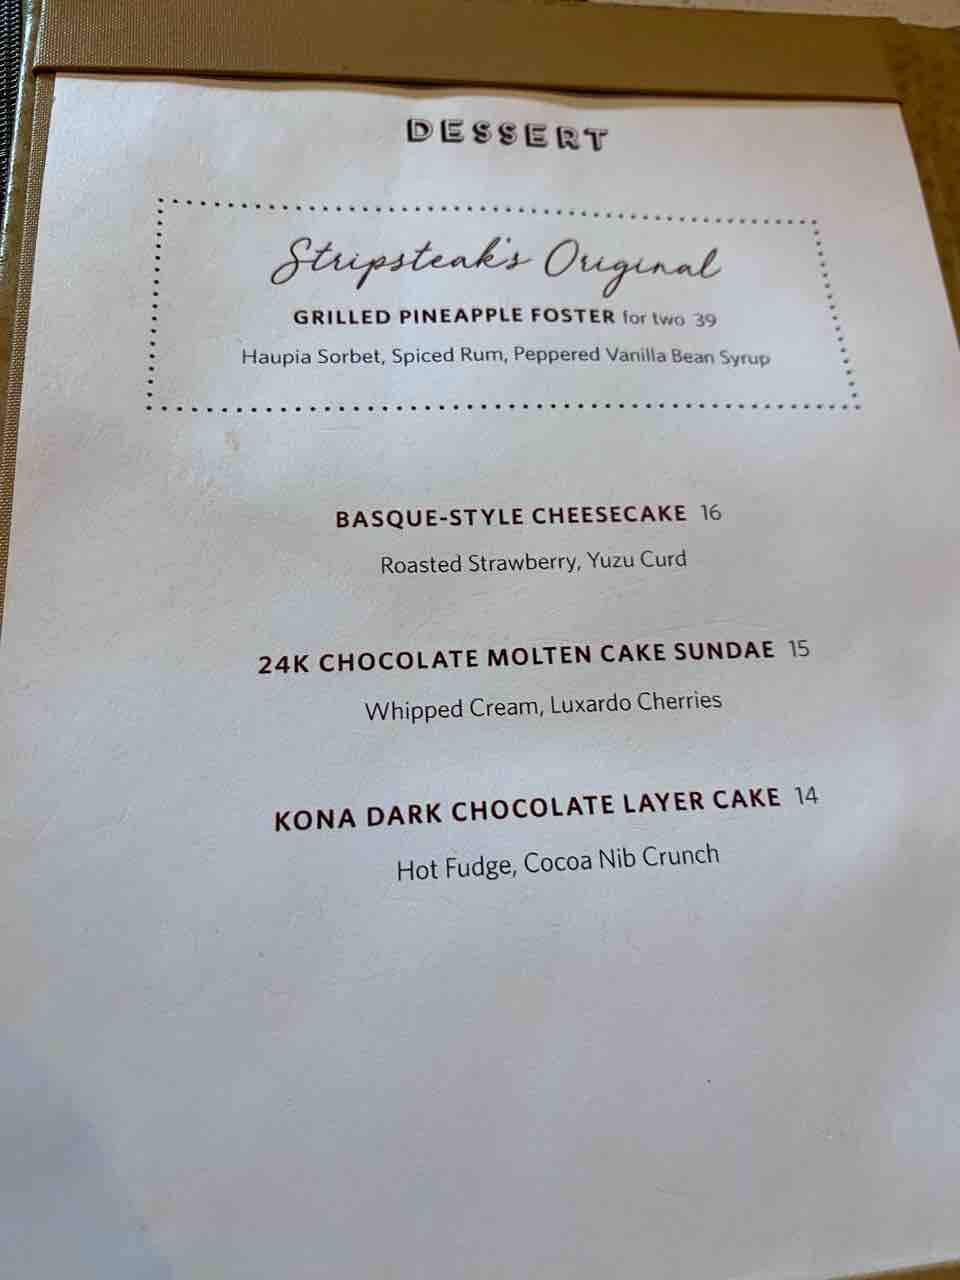 DESSERT
Stripsteak's Original
GRILLED PINEAPPLE FOSTER for two 39
Haupia Sorbet, Spiced Rum, Peppered Vanilla Bean Syrup
BASQUE-STYLE CHEESECAKE 16
Roasted Strawberry, Yuzu Curd
24K CHOCOLATE MOLTEN CAKE SUNDAE 15
Whipped Cream, Luxardo Cherries
KONA DARK CHOCOLATE LAYER CAKE 14
Hot Fudge, Cocoa Nib Crunch